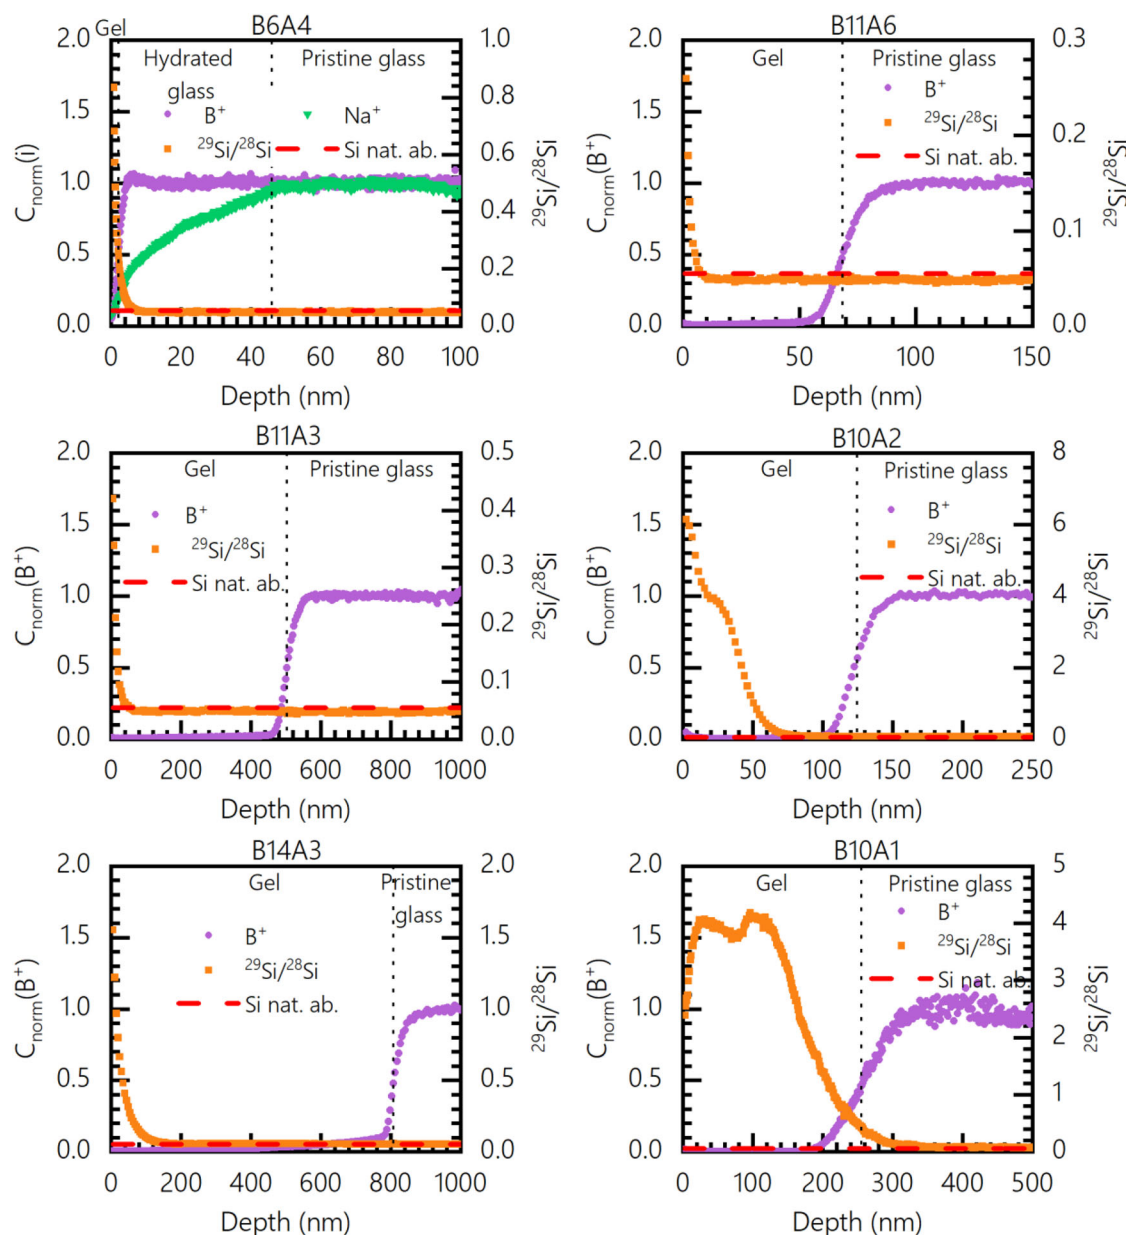 B6A4
Gel
Hydrated glass
Pristine glass
B⁺
Na⁺
²⁹Si/²⁸Si
Si nat. ab.
2.0
1.5
1.0
0.5
0.0
C_norm(i)
1.0
0.8
0.6
0.4
0.2
0.0
²⁹Si/²⁸Si
0 20 40 60 80 100
Depth (nm)
B11A6
Gel
Pristine glass
B⁺
²⁹Si/²⁸Si
Si nat. ab.
2.0
1.5
1.0
0.5
0.0
C_norm(B⁺)
0.3
0.2
0.1
0.0
²⁹Si/²⁸Si
0 50 100 150
Depth (nm)
B11A3
Gel
Pristine glass
B⁺
²⁹Si/²⁸Si
Si nat. ab.
2.0
1.5
1.0
0.5
0.0
C_norm(B⁺)
0.5
0.4
0.3
0.2
0.1
0.0
²⁹Si/²⁸Si
0 200 400 600 800 1000
Depth (nm)
B10A2
Gel
Pristine glass
B⁺
²⁹Si/²⁸Si
Si nat. ab.
2.0
1.5
1.0
0.5
0.0
C_norm(B⁺)
8
6
4
2
0
²⁹Si/²⁸Si
0 50 100 150 200 250
Depth (nm)
B14A3
Gel
Pristine glass
B⁺
²⁹Si/²⁸Si
Si nat. ab.
2.0
1.5
1.0
0.5
0.0
C_norm(B⁺)
2.0
1.5
1.0
0.5
0.0
²⁹Si/²⁸Si
0 200 400 600 800 1000
Depth (nm)
B10A1
Gel
Pristine glass
B⁺
²⁹Si/²⁸Si
Si nat. ab.
2.0
1.5
1.0
0.5
0.0
C_norm(B⁺)
5
4
3
2
1
0
²⁹Si/²⁸Si
0 100 200 300 400 500
Depth (nm)